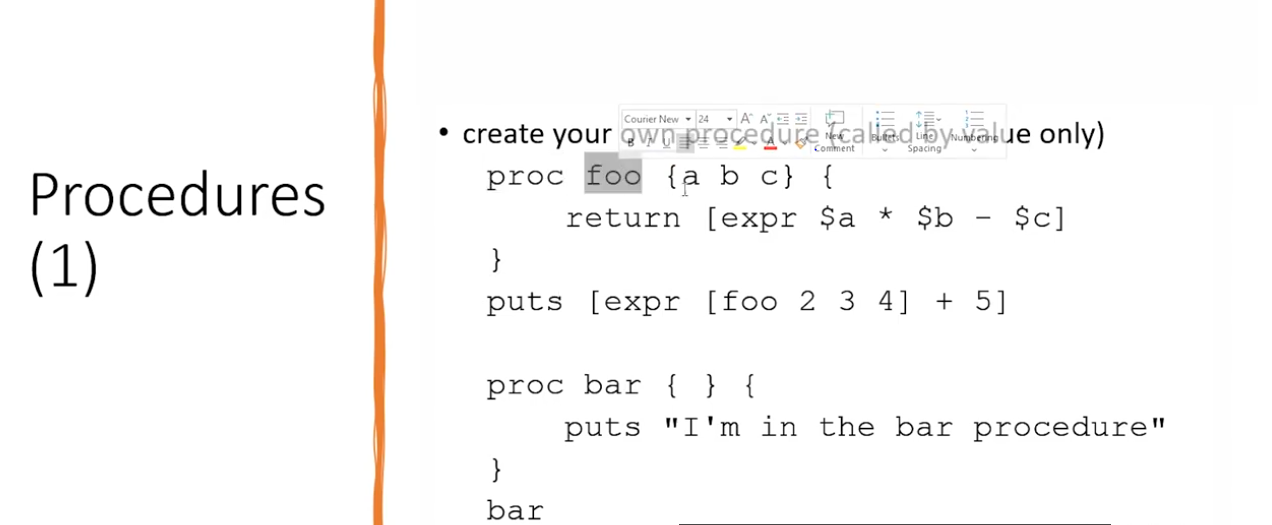 Procedures
(1)
Courier New 24
New Comment
Bullets
Line Spacing
Numbering
• create your own procedure (called by value only)
proc foo {a b c} {
return [expr $a * $b – $c]
}
puts [expr [foo 2 3 4] + 5]
proc bar { } {
puts "I'm in the bar procedure"
}
bar